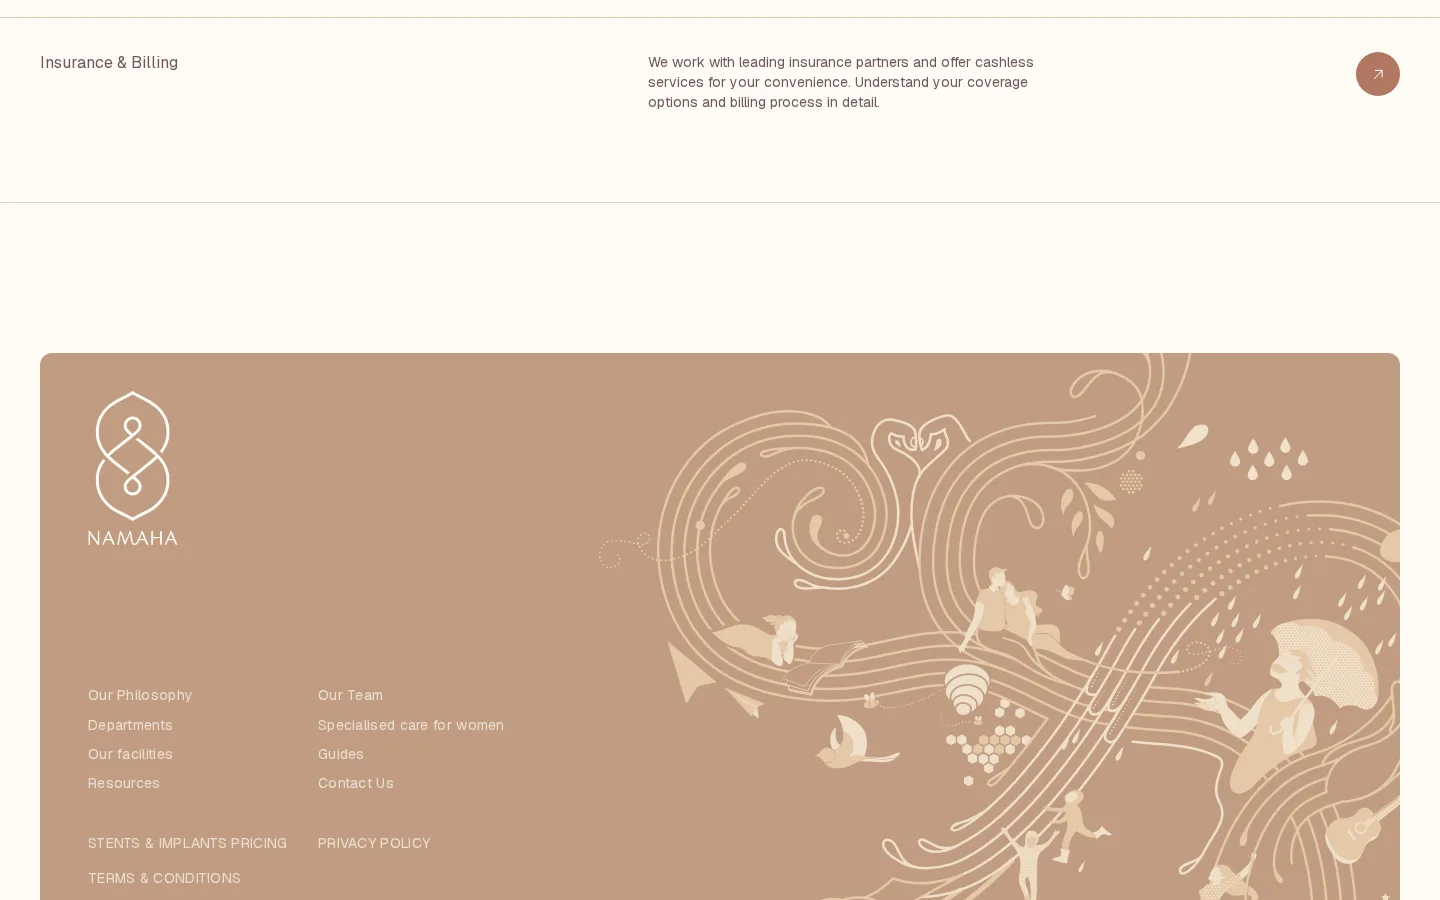 Insurance & Billing
We work with leading insurance partners and offer cashless
services for your convenience. Understand your coverage
options and billing process in detail.
NAMAHA
Our Philosophy
Our Team
Departments
Specialised care for women
Our facilities
Guides
Resources
Contact Us
STENTS & IMPLANTS PRICING
PRIVACY POLICY
TERMS & CONDITIONS